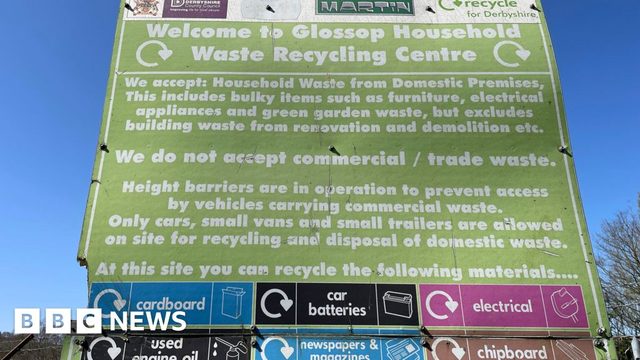 DERBYSHIRE
County Council
MARTIN
recycle
for Derbyshire
Welcome to Glossop Household
Waste Recycling Centre
We accept: Household Waste from Domestic Premises,
This includes bulky items such as furniture, electrical
appliances and green garden waste, but excludes
building waste from renovation and demolition etc.
We do not accept commercial / trade waste.
Height barriers are in operation to prevent access
by vehicles carrying commercial waste.
Only cars, small vans and small trailers are allowed
on site for recycling and disposal of domestic waste.
At this site you can recycle the following materials....
cardboard
car
batteries
electrical
used
engine oil
newspapers &
magazines
chipboard
BBC NEWS